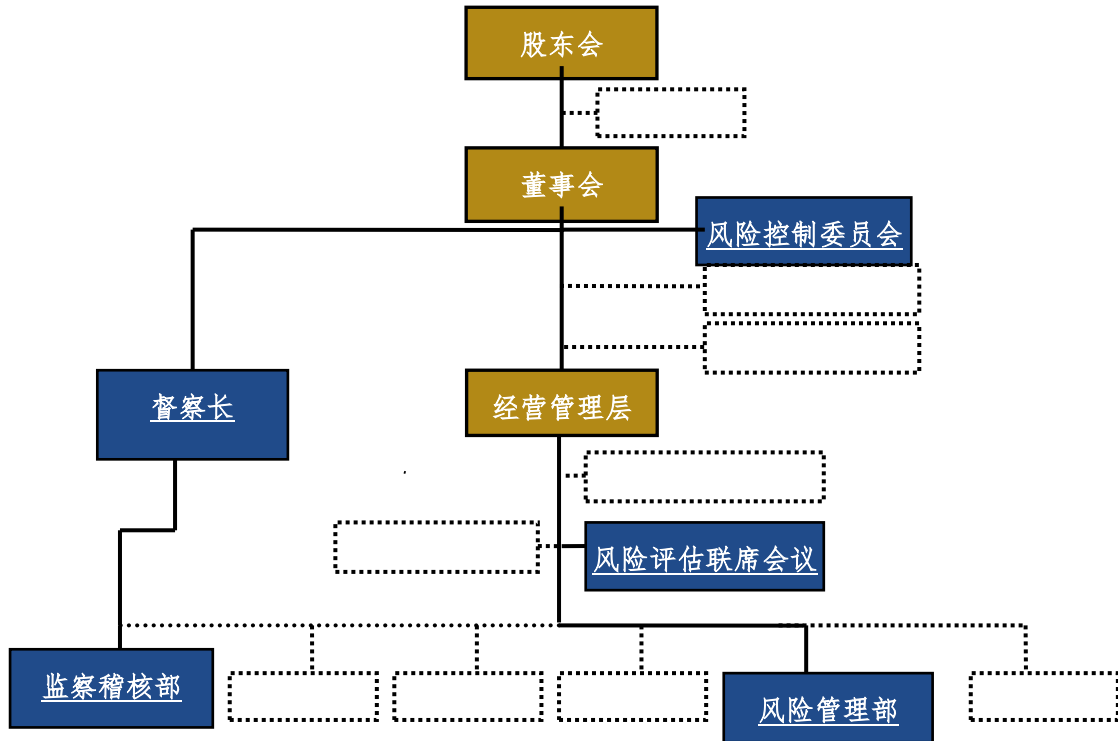 股东会
董事会
风险控制委员会
督察长
经营管理层
风险评估联席会议
监察稽核部
风险管理部